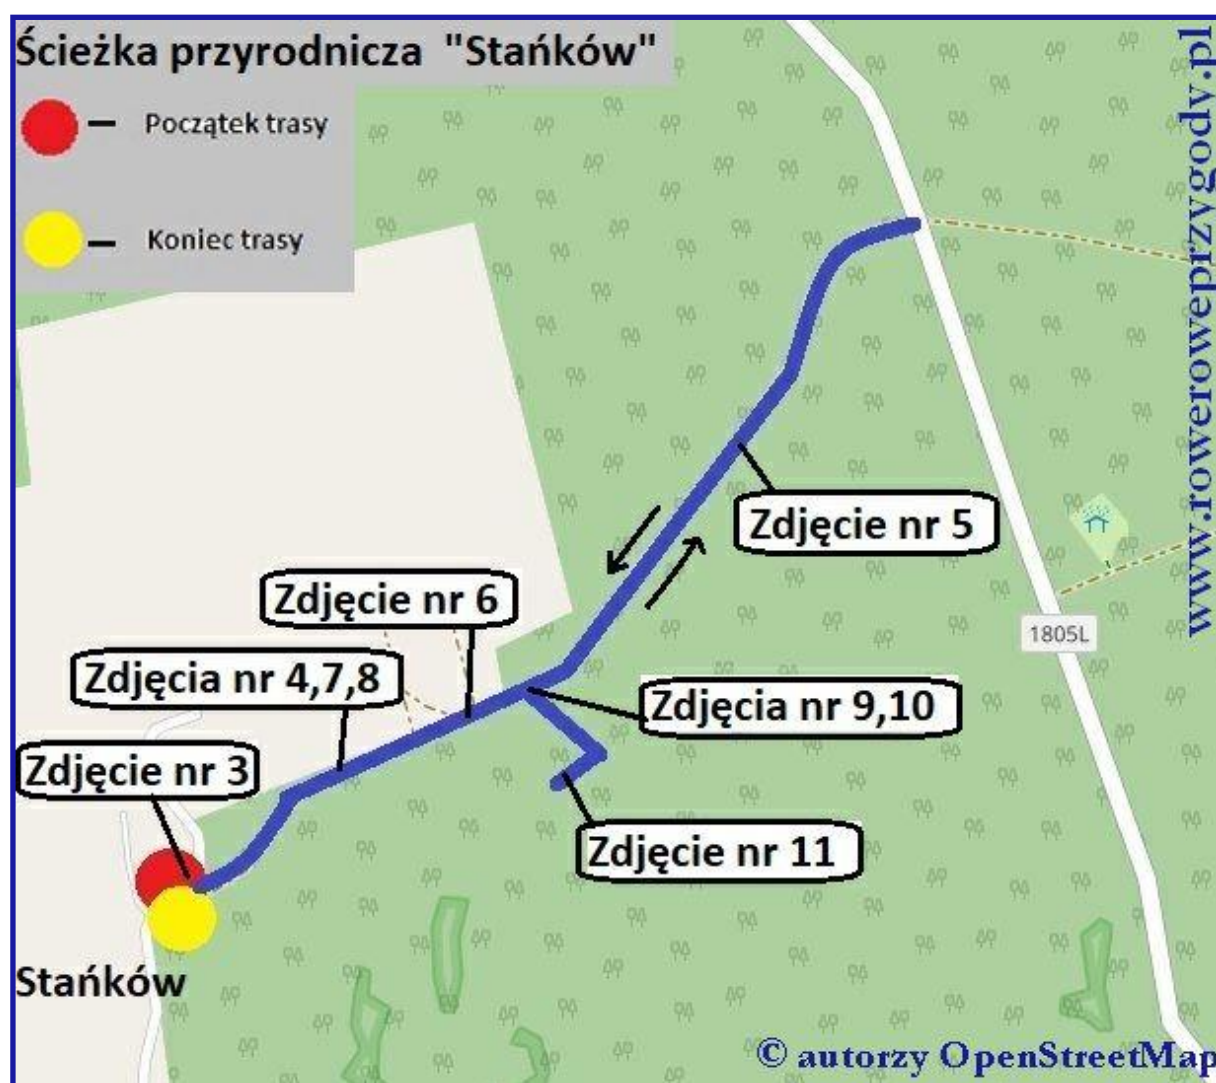 Ścieżka przyrodnicza "Stańków"
– Początek trasy
– Koniec trasy
www.roweroweprzygody.pl
Zdjęcie nr 5
Zdjęcie nr 6
1805L
Zdjęcia nr 4,7,8
Zdjęcia nr 9,10
Zdjęcie nr 3
Zdjęcie nr 11
Stańków
© autorzy OpenStreetMap